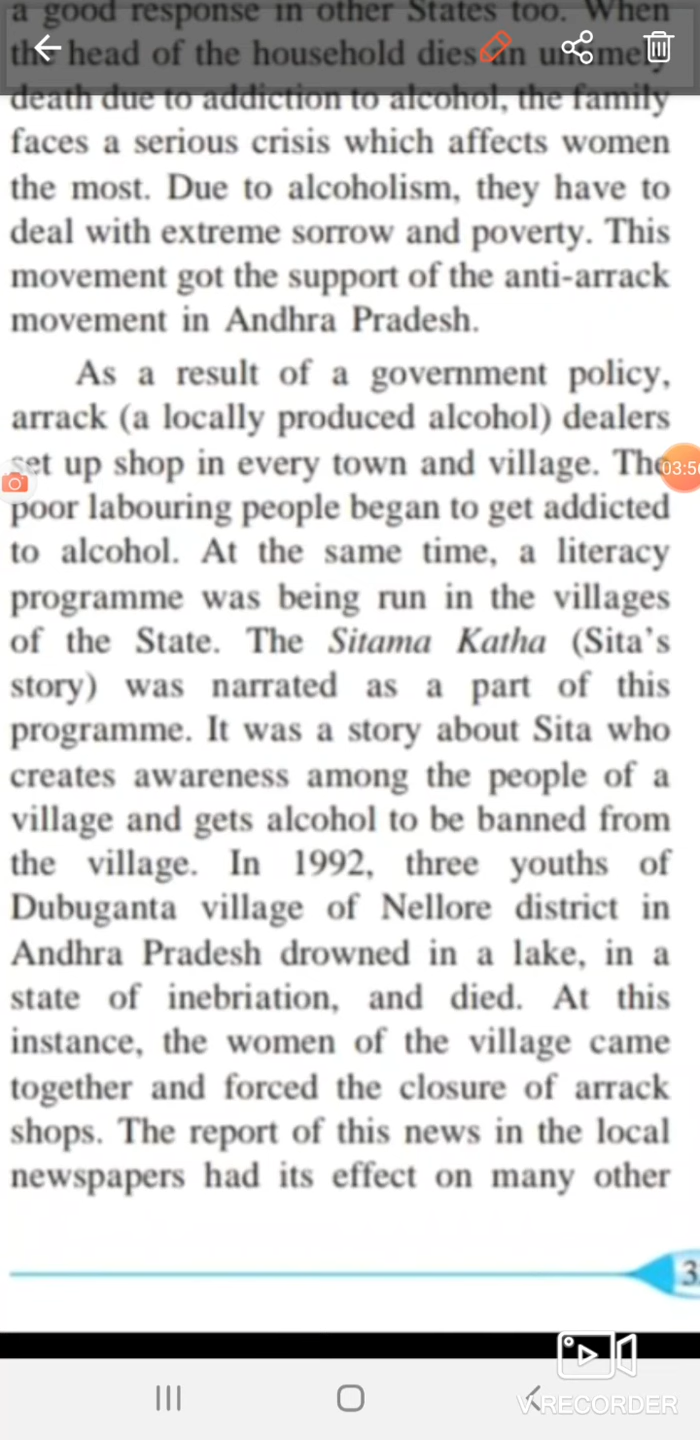 a good response in other States too. When
the head of the household dies an untimely
death due to addiction to alcohol, the family
faces a serious crisis which affects women
the most. Due to alcoholism, they have to
deal with extreme sorrow and poverty. This
movement got the support of the anti-arrack
movement in Andhra Pradesh.
As a result of a government policy,
arrack (a locally produced alcohol) dealers
set up shop in every town and village. The
poor labouring people began to get addicted
to alcohol. At the same time, a literacy
programme was being run in the villages
of the State. The Sitama Katha (Sita's
story) was narrated as a part of this
programme. It was a story about Sita who
creates awareness among the people of a
village and gets alcohol to be banned from
the village. In 1992, three youths of
Dubuganta village of Nellore district in
Andhra Pradesh drowned in a lake, in a
state of inebriation, and died. At this
instance, the women of the village came
together and forced the closure of arrack
shops. The report of this news in the local
newspapers had its effect on many other
3
V RECORDER